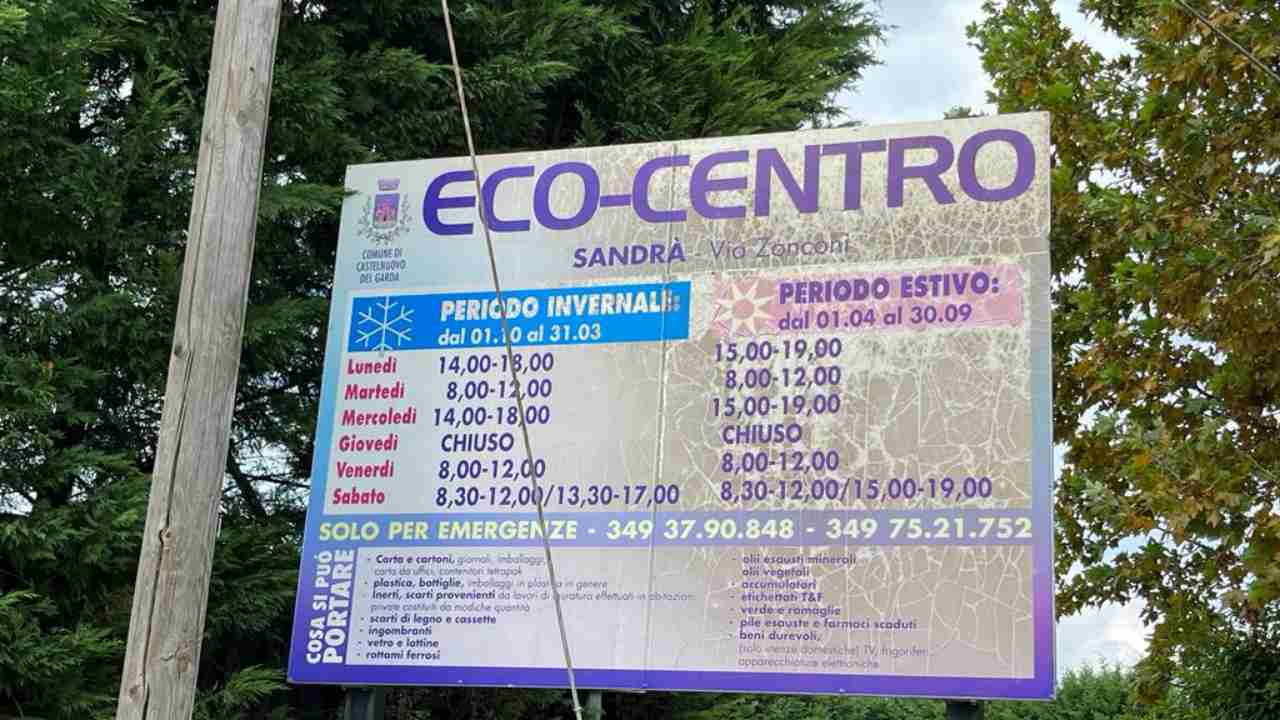 ECO-CENTRO
COMUNE DI
CASTELNUOVO
DEL GARDA
SANDRÀ - Via Zonconi
PERIODO INVERNALE:
dal 01.10 al 31.03
PERIODO ESTIVO:
dal 01.04 al 30.09
Lunedì 14,00-18,00 15,00-19,00
Martedì 8,00-12,00 8,00-12,00
Mercoledì 14,00-18,00 15,00-19,00
Giovedì CHIUSO CHIUSO
Venerdì 8,00-12,00 8,00-12,00
Sabato 8,30-12,00/13,30-17,00 8,30-12,00/15,00-19,00
SOLO PER EMERGENZE - 349 37.90.848 - 349 75.21.752
COSA SI PUÓ
PORTARE
- Carta e cartoni, giornali, imballaggi,
carta da uffici, contenitori tetrapak
- plastica, bottiglie, imballaggi in plastica in genere
- Inerti, scarti provenienti da lavori di muratura effettuati in abitazioni
private costituiti da modiche quantità
- scarti di legno e cassette
- ingombranti
- vetro e lattine
- rottami ferrosi
- olii esausti minerali
olii vegetali
- accumulatori
- etichettati T&F
- verde e ramaglie
- pile esauste e farmaci scaduti
- beni durevoli,
(solo utenze domestiche) TV, frigoriferi,
apparecchiature elettroniche